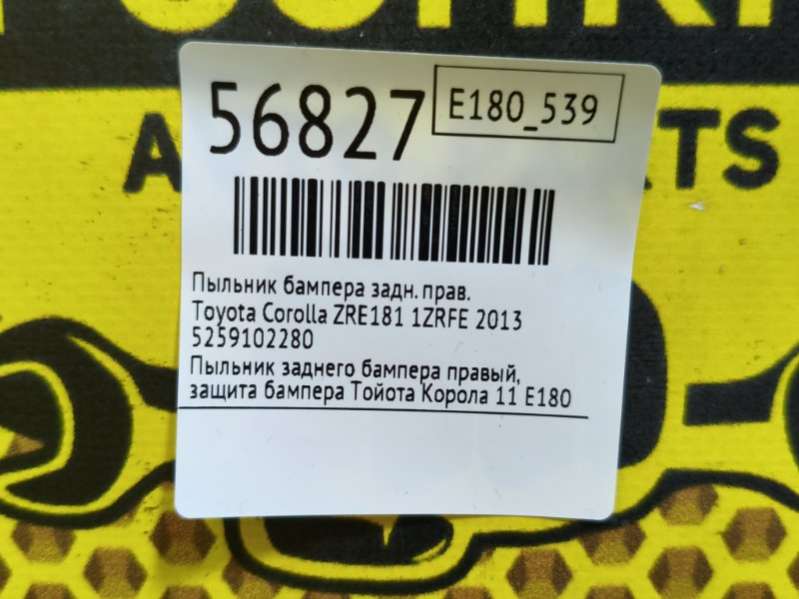 56827
E180_539
Пыльник бампера задн. прав.
Toyota Corolla ZRE181 1ZRFE 2013
5259102280
Пыльник заднего бампера правый,
защита бампера Тойота Корола 11 E180